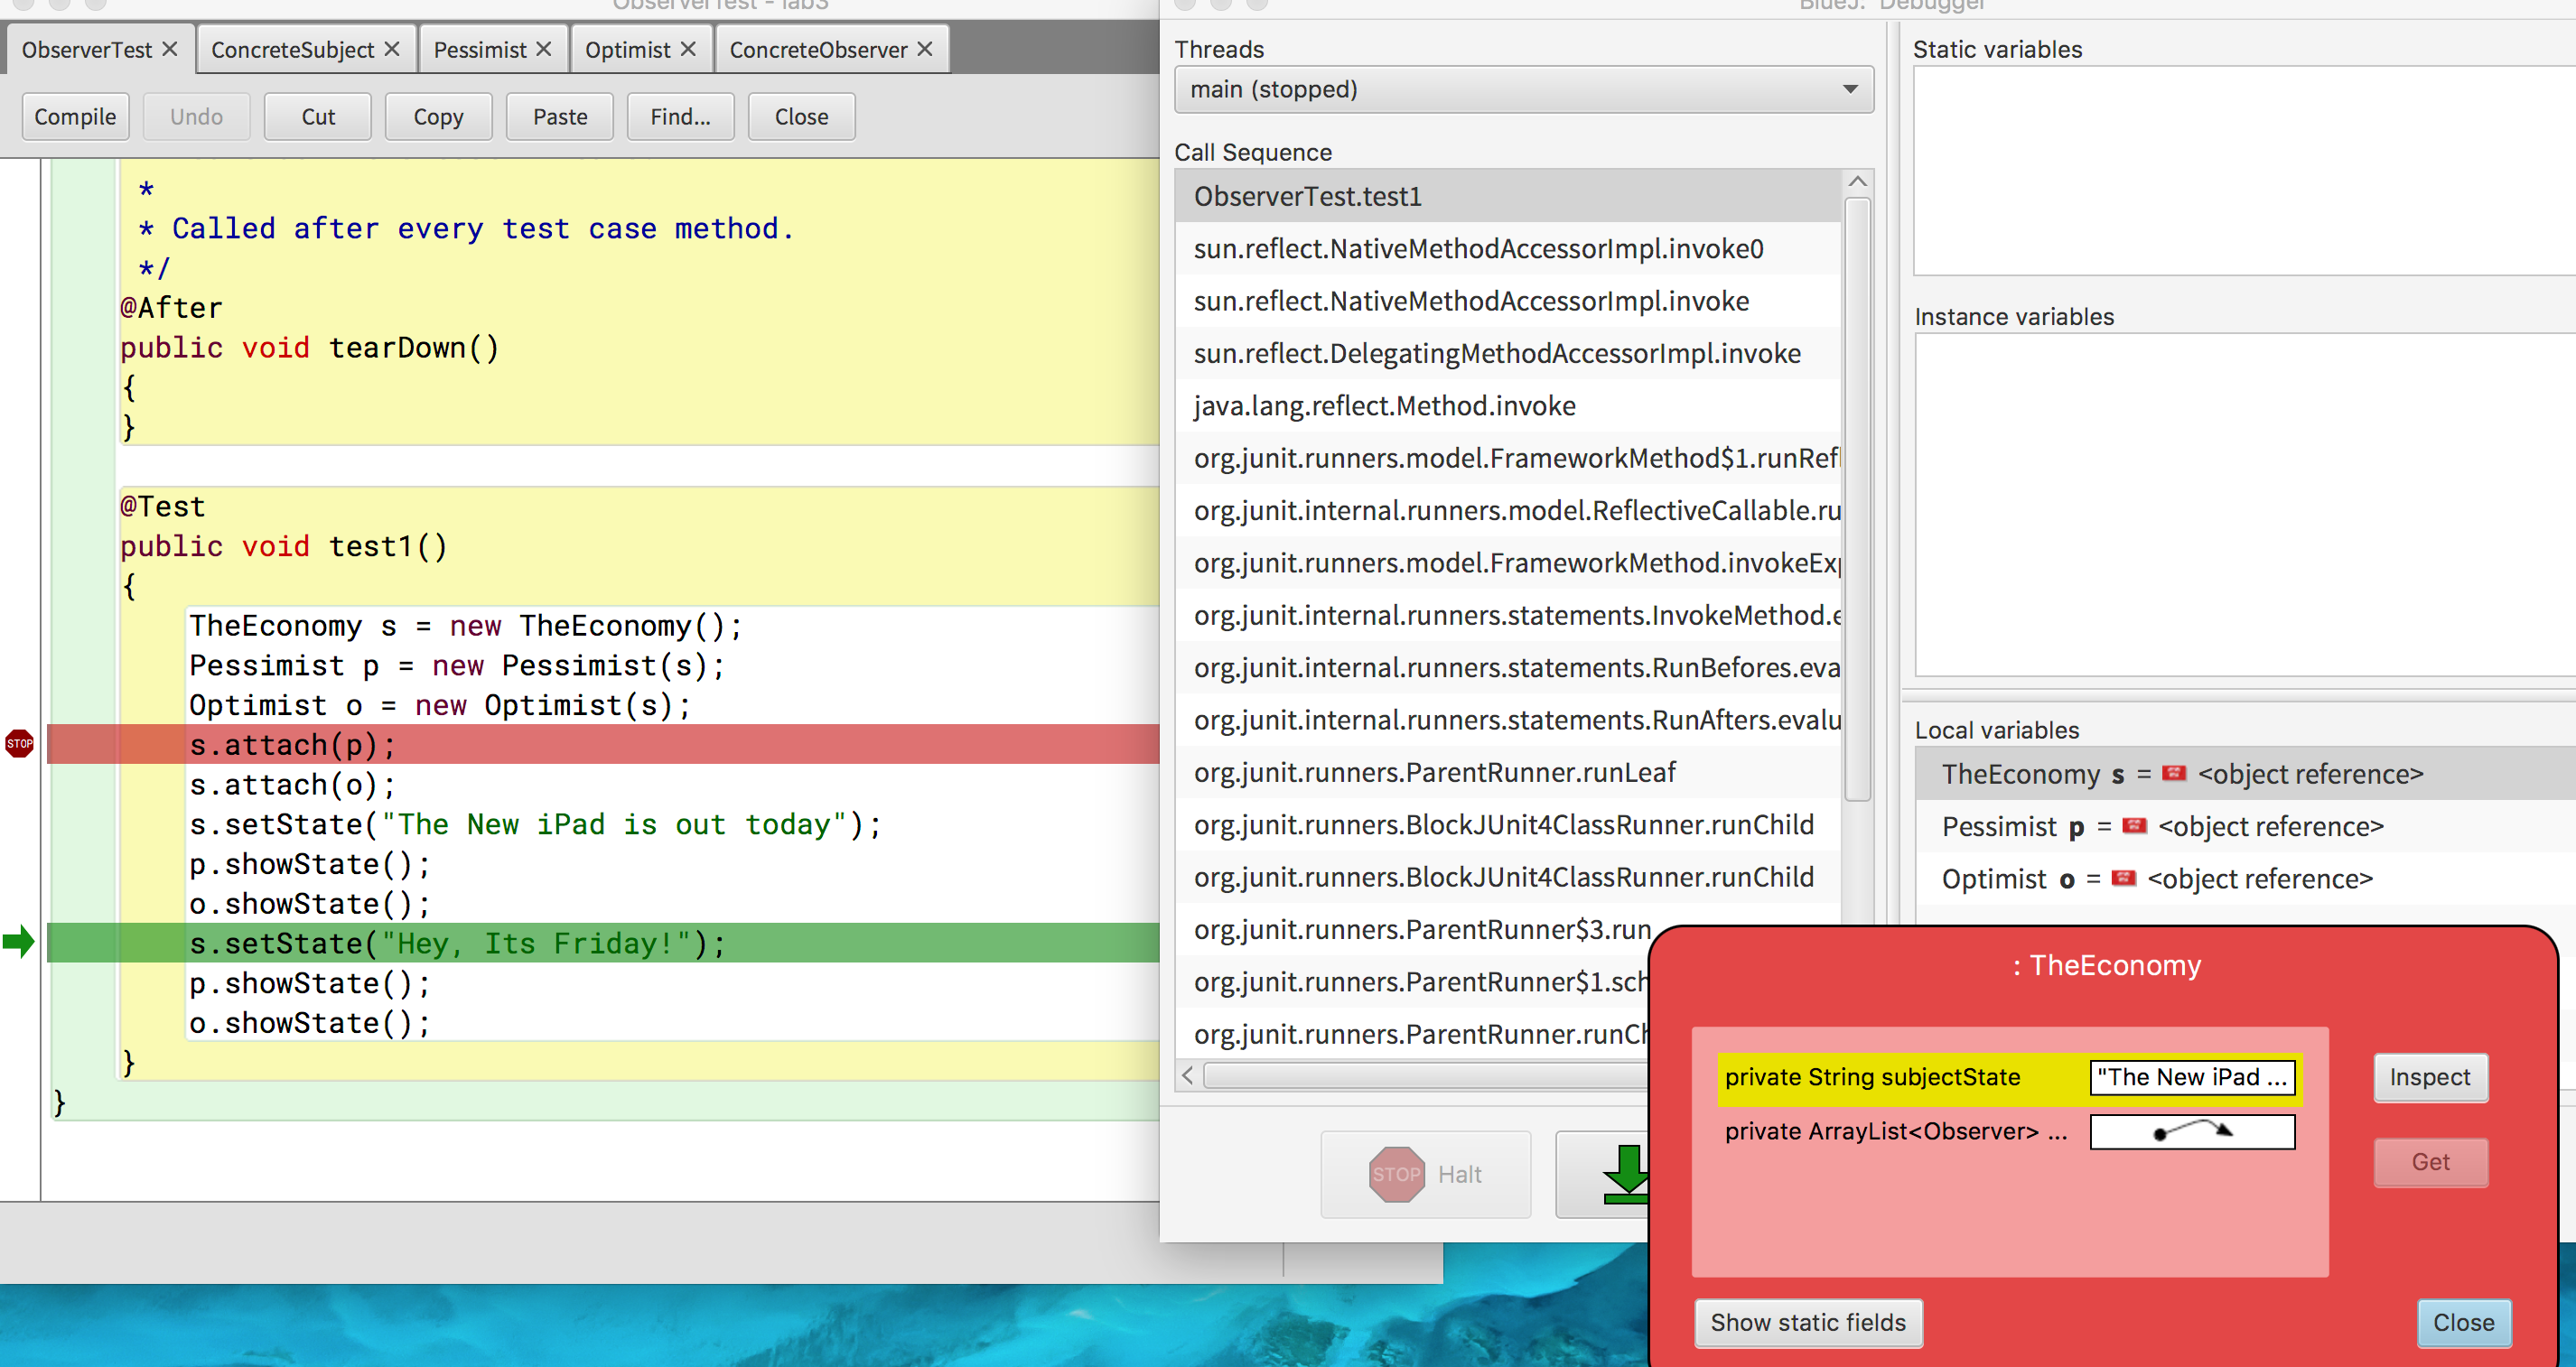 ObserverTest - lab3
ObserverTest ConcreteSubject Pessimist Optimist ConcreteObserver
Compile Undo Cut Copy Paste Find... Close
*
* Called after every test case method.
*/
@After
public void tearDown()
{
}
@Test
public void test1()
{
TheEconomy s = new TheEconomy();
Pessimist p = new Pessimist(s);
Optimist o = new Optimist(s);
STOP s.attach(p);
s.attach(o);
s.setState("The New iPad is out today");
p.showState();
o.showState();
s.setState("Hey, Its Friday!");
p.showState();
o.showState();
}
}
BlueJ: Debugger
Threads
main (stopped)
Call Sequence
ObserverTest.test1
sun.reflect.NativeMethodAccessorImpl.invoke0
sun.reflect.NativeMethodAccessorImpl.invoke
sun.reflect.DelegatingMethodAccessorImpl.invoke
java.lang.reflect.Method.invoke
org.junit.runners.model.FrameworkMethod$1.runRefl
org.junit.internal.runners.model.ReflectiveCallable.ru
org.junit.runners.model.FrameworkMethod.invokeExp
org.junit.internal.runners.statements.InvokeMethod.e
org.junit.internal.runners.statements.RunBefores.eva
org.junit.internal.runners.statements.RunAfters.evalu
org.junit.runners.ParentRunner.runLeaf
org.junit.runners.BlockJUnit4ClassRunner.runChild
org.junit.runners.BlockJUnit4ClassRunner.runChild
org.junit.runners.ParentRunner$3.run
org.junit.runners.ParentRunner$1.sch
org.junit.runners.ParentRunner.runCh
STOP Halt
Static variables
Instance variables
Local variables
TheEconomy s = <object reference>
Pessimist p = <object reference>
Optimist o = <object reference>
: TheEconomy
private String subjectState "The New iPad ...
private ArrayList<Observer> ...
Inspect
Get
Show static fields
Close